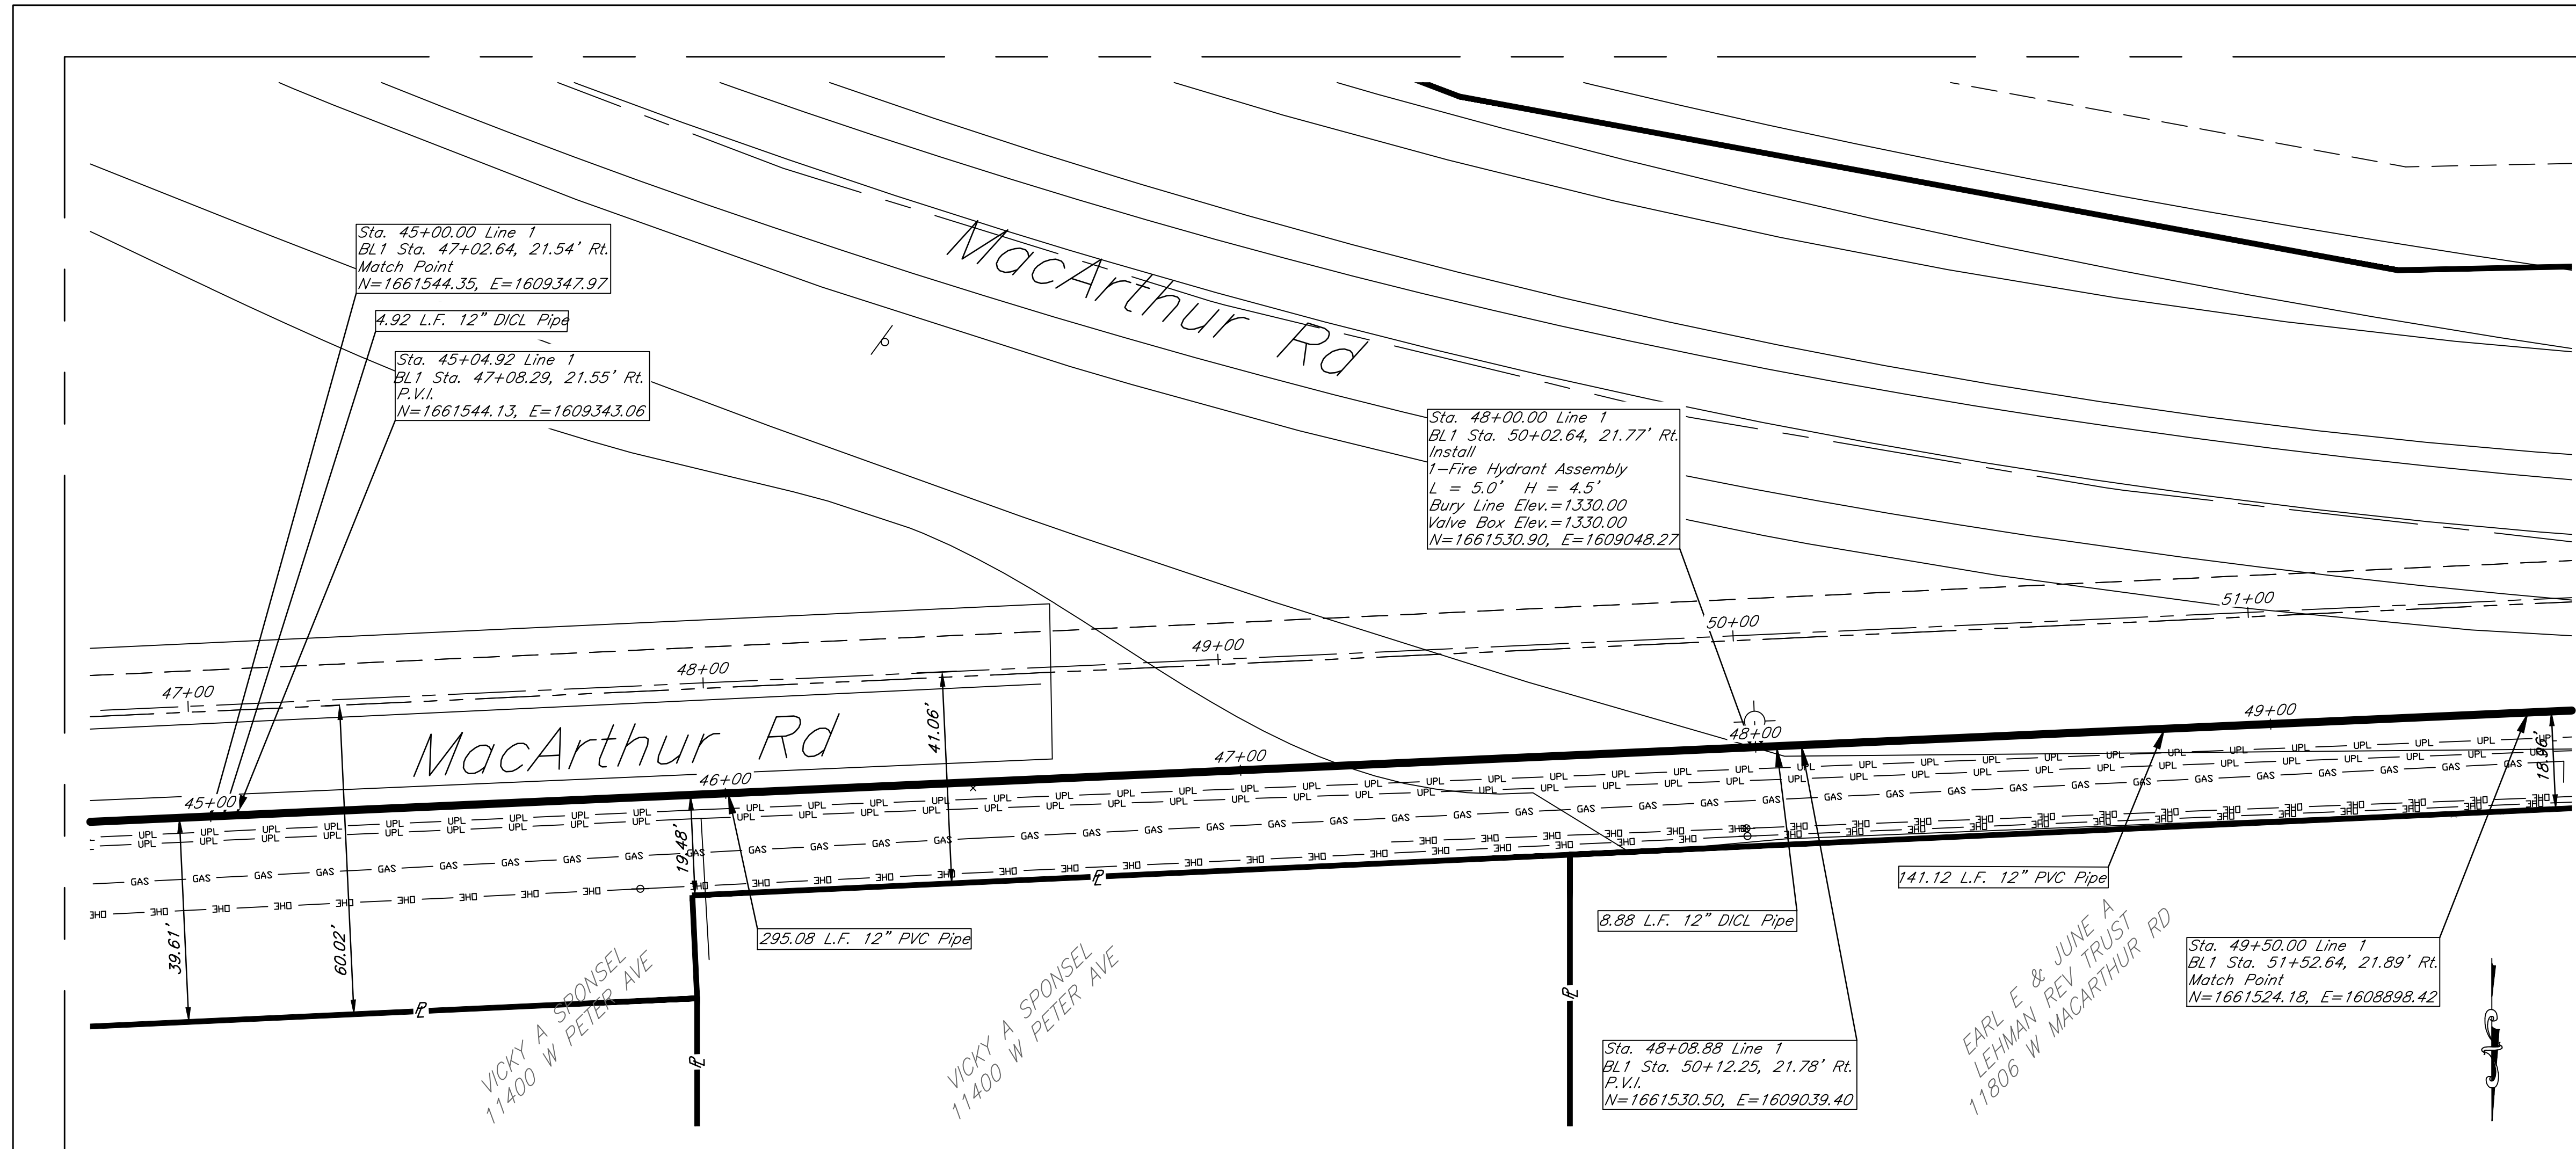 MacArthur Rd
Sta. 45+00.00 Line 1
BL1 Sta. 47+02.64, 21.54' Rt.
Match Point
N=1661544.35, E=1609347.97
4.92 L.F. 12" DICL Pipe
Sta. 45+04.92 Line 1
BL1 Sta. 47+08.29, 21.55' Rt.
P.V.I.
N=1661544.13, E=1609343.06
Sta. 48+00.00 Line 1
BL1 Sta. 50+02.64, 21.77' Rt.
Install
1-Fire Hydrant Assembly
L = 5.0' H = 4.5'
Bury Line Elev.=1330.00
Valve Box Elev.=1330.00
N=1661530.90, E=1609048.27
47+00
48+00
49+00
50+00
51+00
MacArthur Rd
45+00
46+00
47+00
48+00
49+00
39.61'
60.02'
19.48'
41.06'
18.96'
UPL
UPL
GAS
OHE
295.08 L.F. 12" PVC Pipe
8.88 L.F. 12" DICL Pipe
141.12 L.F. 12" PVC Pipe
VICKY A SPONSEL
11400 W PETER AVE
VICKY A SPONSEL
11400 W PETER AVE
EARL E & JUNE A
LEHMAN REV TRUST
11806 W MACARTHUR RD
Sta. 49+50.00 Line 1
BL1 Sta. 51+52.64, 21.89' Rt.
Match Point
N=1661524.18, E=1608898.42
Sta. 48+08.88 Line 1
BL1 Sta. 50+12.25, 21.78' Rt.
P.V.I.
N=1661530.50, E=1609039.40